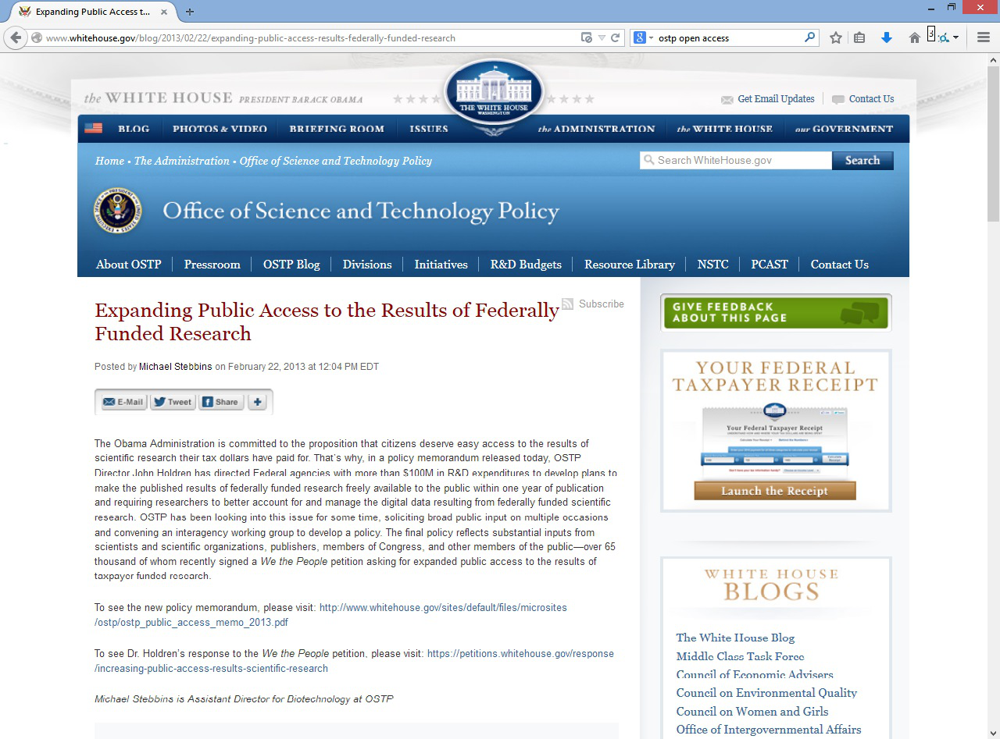 Expanding Public Access t...
www.whitehouse.gov/blog/2013/02/22/expanding-public-access-results-federally-funded-research
ostp open access
3
the WHITE HOUSE PRESIDENT BARACK OBAMA
THE WHITE HOUSE
WASHINGTON
Get Email Updates
Contact Us
BLOG
PHOTOS & VIDEO
BRIEFING ROOM
ISSUES
the ADMINISTRATION
the WHITE HOUSE
our GOVERNMENT
Home • The Administration • Office of Science and Technology Policy
Search WhiteHouse.gov
Search
Office of Science and Technology Policy
About OSTP
Pressroom
OSTP Blog
Divisions
Initiatives
R&D Budgets
Resource Library
NSTC
PCAST
Contact Us
Expanding Public Access to the Results of Federally
Funded Research
Subscribe
Posted by Michael Stebbins on February 22, 2013 at 12:04 PM EDT
E-Mail
Tweet
Share
The Obama Administration is committed to the proposition that citizens deserve easy access to the results of
scientific research their tax dollars have paid for. That's why, in a policy memorandum released today, OSTP
Director John Holdren has directed Federal agencies with more than $100M in R&D expenditures to develop plans to
make the published results of federally funded research freely available to the public within one year of publication
and requiring researchers to better account for and manage the digital data resulting from federally funded scientific
research. OSTP has been looking into this issue for some time, soliciting broad public input on multiple occasions
and convening an interagency working group to develop a policy. The final policy reflects substantial inputs from
scientists and scientific organizations, publishers, members of Congress, and other members of the public—over 65
thousand of whom recently signed a We the People petition asking for expanded public access to the results of
taxpayer funded research.
To see the new policy memorandum, please visit: http://www.whitehouse.gov/sites/default/files/microsites
/ostp/ostp_public_access_memo_2013.pdf
To see Dr. Holdren's response to the We the People petition, please visit: https://petitions.whitehouse.gov/response
/increasing-public-access-results-scientific-research
Michael Stebbins is Assistant Director for Biotechnology at OSTP
GIVE FEEDBACK
ABOUT THIS PAGE
YOUR FEDERAL
TAXPAYER RECEIPT
Your Federal Taxpayer Receipt
Launch the Receipt
WHITE HOUSE
BLOGS
The White House Blog
Middle Class Task Force
Council of Economic Advisers
Council on Environmental Quality
Council on Women and Girls
Office of Intergovernmental Affairs